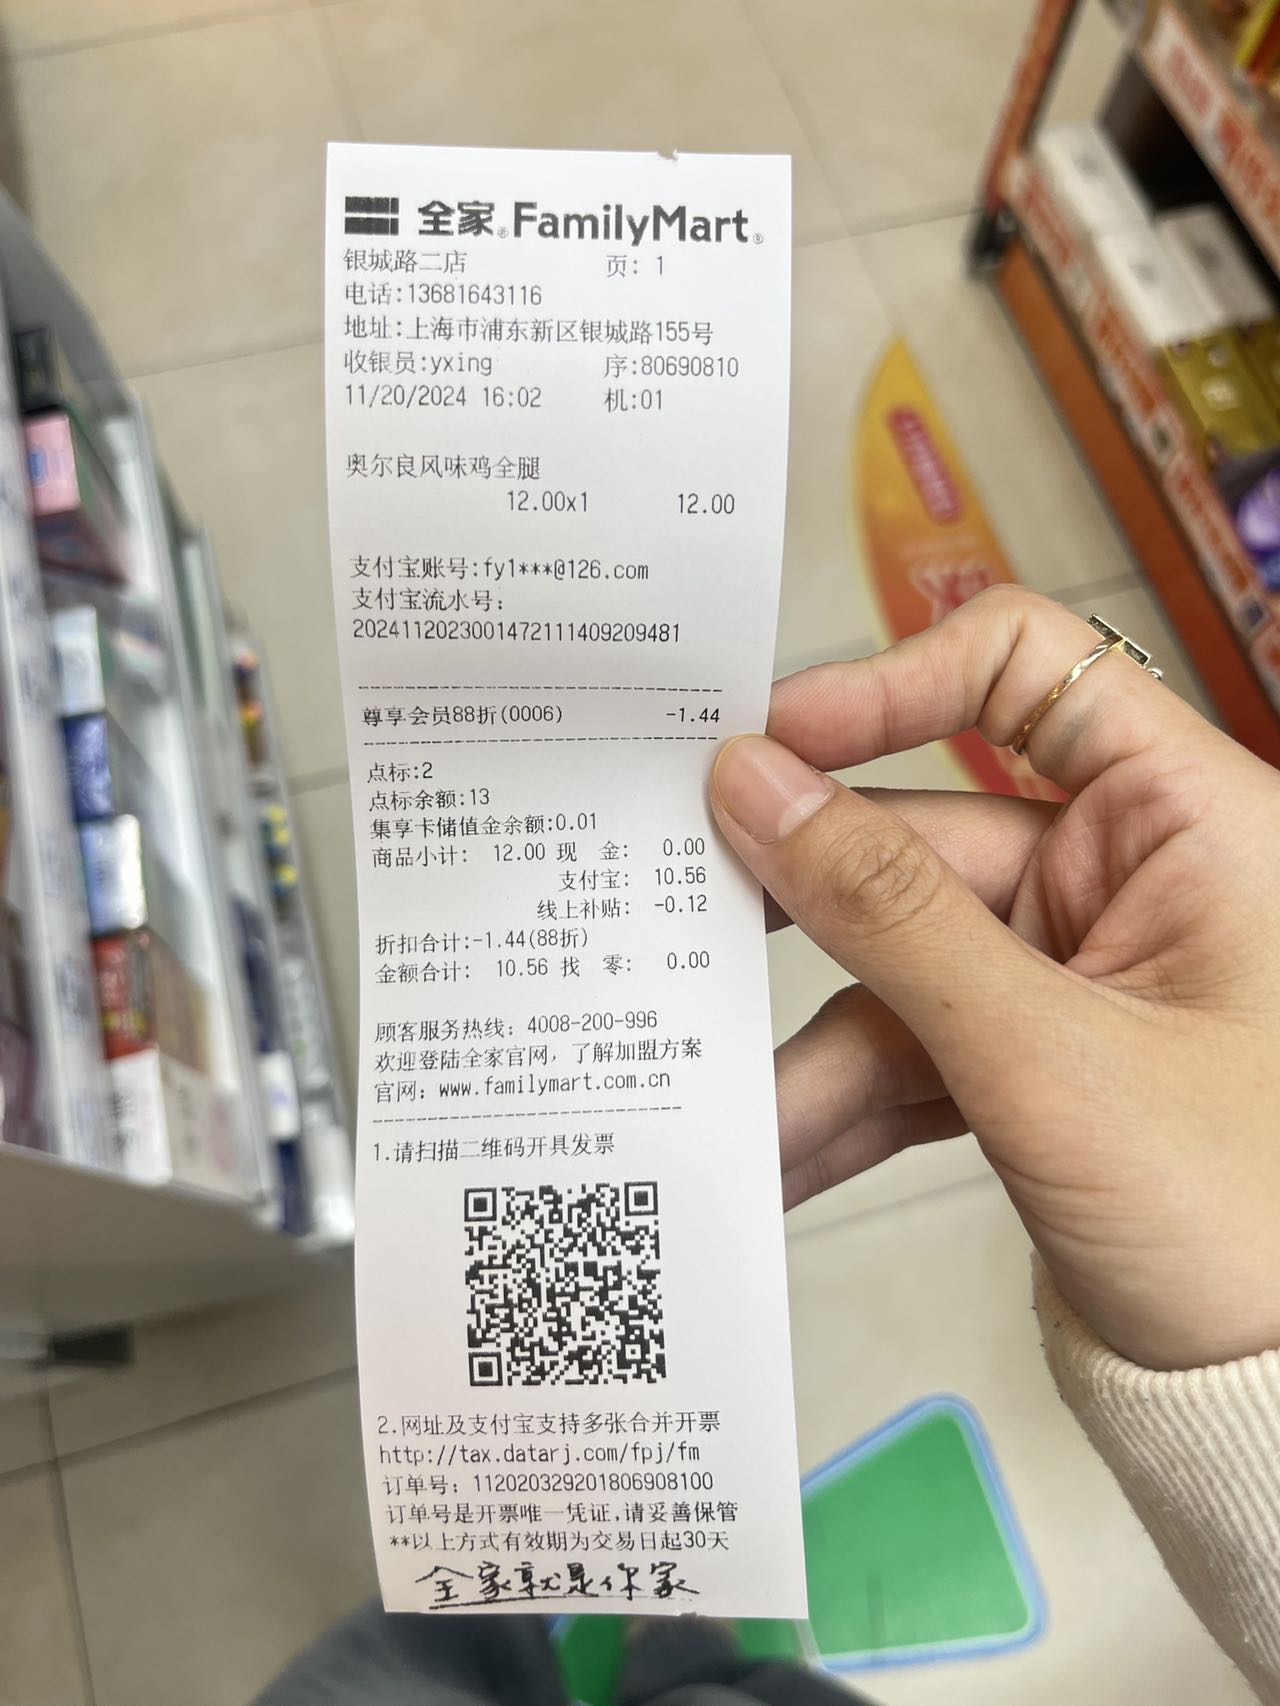 全家®FamilyMart®
银城路二店 页: 1
电话:13681643116
地址:上海市浦东新区银城路155号
收银员:yxing 序:80690810
11/20/2024 16:02 机:01
奥尔良风味鸡全腿
12.00x1 12.00
支付宝账号:fy1***@126.com
支付宝流水号:
2024112023001472111409209481
尊享会员88折(0006) -1.44
点标:2
点标余额:13
集享卡储值金余额:0.01
商品小计: 12.00 现 金: 0.00
支付宝: 10.56
线上补贴: -0.12
折扣合计:-1.44(88折)
金额合计: 10.56 找 零: 0.00
顾客服务热线: 4008-200-996
欢迎登陆全家官网, 了解加盟方案
官网: www.familymart.com.cn
1.请扫描二维码开具发票
2.网址及支付宝支持多张合并开票
http://tax.datarj.com/fpj/fm
订单号: 112020329201806908100
订单号是开票唯一凭证,请妥善保管
**以上方式有效期为交易日起30天
全家就是你家